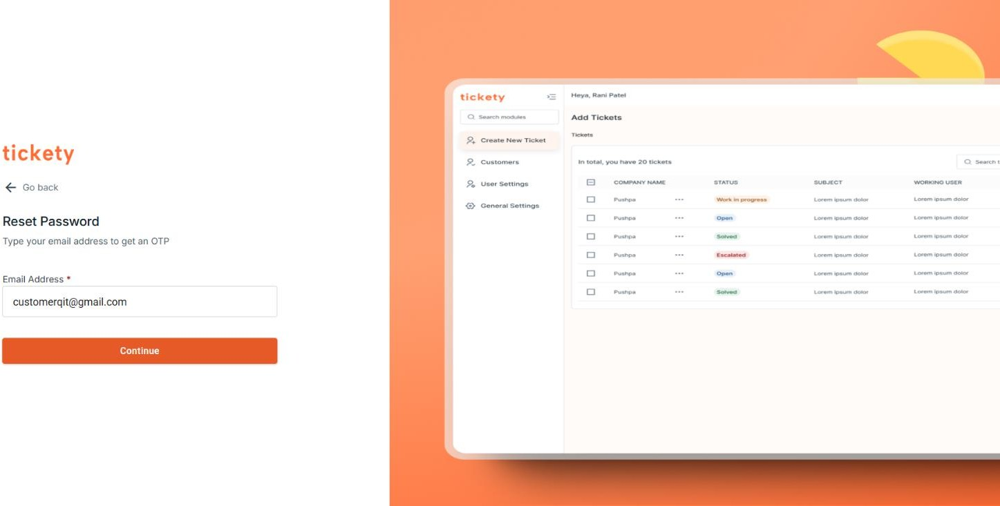 tickety
Go back
Reset Password
Type your email address to get an OTP
Email Address *
customerqit@gmail.com
Continue
tickety
Search modules
Create New Ticket
Customers
User Settings
General Settings
Heya, Rani Patel
Add Tickets
Tickets
In total, you have 20 tickets
Search t
COMPANY NAME STATUS SUBJECT WORKING USER
Pushpa ••• Work in progress Lorem ipsum dolor Lorem ipsum dolor
Pushpa ••• Open Lorem ipsum dolor Lorem ipsum dolor
Pushpa ••• Solved Lorem ipsum dolor Lorem ipsum dolor
Pushpa ••• Escalated Lorem ipsum dolor Lorem ipsum dolor
Pushpa ••• Open Lorem ipsum dolor Lorem ipsum dolor
Pushpa ••• Solved Lorem ipsum dolor Lorem ipsum dolor